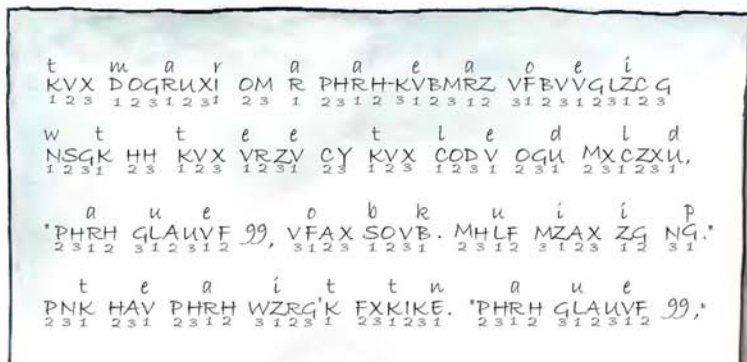 t m a r a a e a o e i
KVX DOGRUXI OM R PHRH-KVBMRZ VFBVVGLZCG
1 2 3 1 2 3 1 2 3 1 2 3 1 2 3 1 2 3 1 2 3 1 2 3 1 2 3 1 2 3 1 2 3
w t t e e t l e d l d
NSGK HH KVX VRZV CY KVX CODV OGU MXCZXU,
1 2 3 1 2 3 1 2 3 1 2 3 1 2 3 1 2 3 1 2 3 1 2 3 1 2 3 1 2 3 1
a u e o b k u i i p
"PHRH GLAUVF 99, VFAX SOVB. MHLF MZAX ZG NG."
2 3 1 2 3 1 2 3 1 2 3 1 2 3 1 2 3 1 2 3 1 2 3 1 2 3 1 2 3 1
t e a i t t n a u e
PNK HAV PHRH WZRG'K FXKIKE. "PHRH GLAUVF 99,"
2 3 1 2 3 1 2 3 1 2 3 1 2 3 1 2 3 1 2 3 1 2 3 1 2 3 1 2 3 1 2